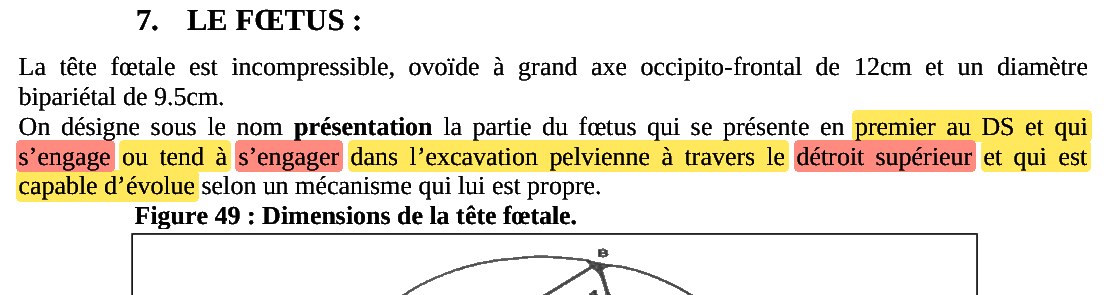 7. LE FŒTUS :
La tête fœtale est incompressible, ovoïde à grand axe occipito-frontal de 12cm et un diamètre
bipariétal de 9.5cm.
On désigne sous le nom présentation la partie du fœtus qui se présente en premier au DS et qui
s’engage ou tend à s’engager dans l’excavation pelvienne à travers le détroit supérieur et qui est
capable d’évolue selon un mécanisme qui lui est propre.
Figure 49 : Dimensions de la tête fœtale.
B